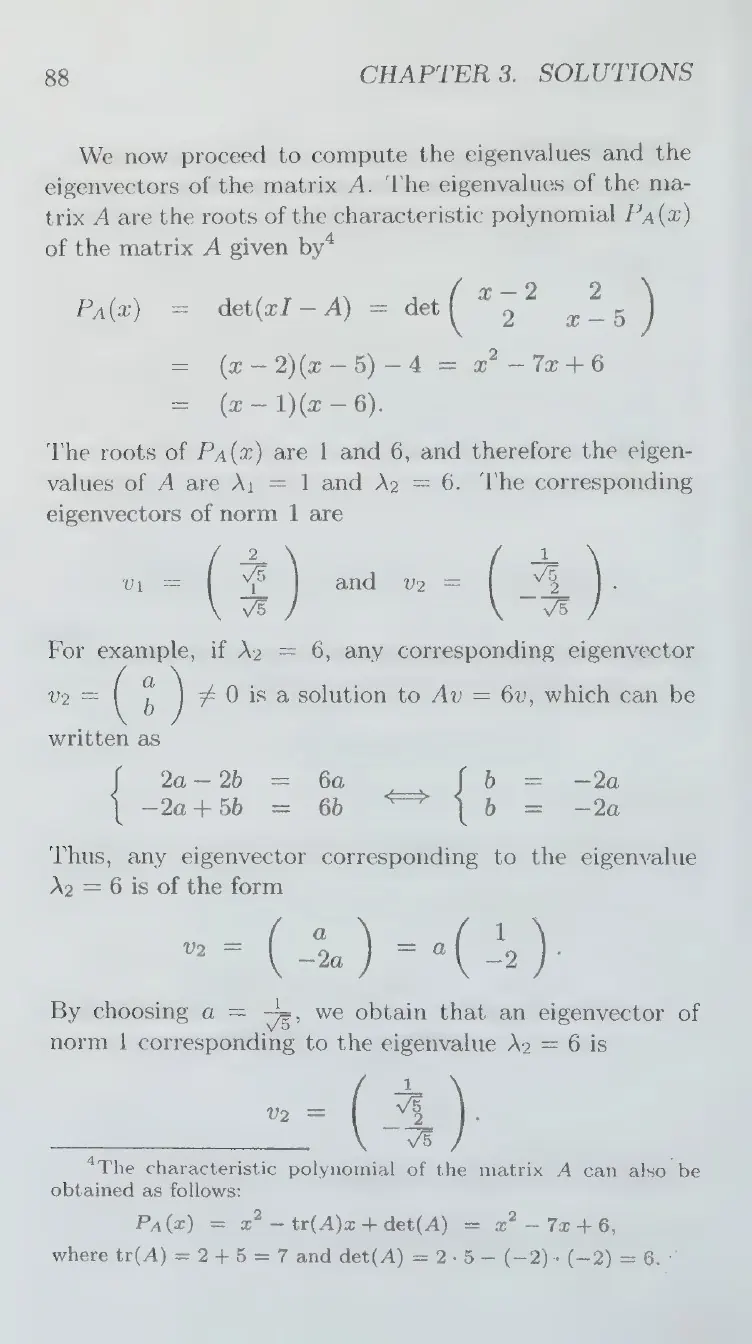 88 CHAPTER 3. SOLUTIONS
We now proceed to compute the eigenvalues and the
eigenvectors of the matrix A. The eigenvalues of the ma-
trix A are the roots of the characteristic polynomial P_A(x)
of the matrix A given by⁴
P_A(x) = det(xI − A) = det ( x − 2 2
2 x − 5 )
= (x − 2)(x − 5) − 4 = x² − 7x + 6
= (x − 1)(x − 6).
The roots of P_A(x) are 1 and 6, and therefore the eigen-
values of A are λ₁ = 1 and λ₂ = 6. The corresponding
eigenvectors of norm 1 are
v₁ = ( 2/√5
1/√5 ) and v₂ = ( 1/√5
−2/√5 ).
For example, if λ₂ = 6, any corresponding eigenvector
v₂ = ( a
b ) ≠ 0 is a solution to Av = 6v, which can be
written as
{ 2a − 2b = 6a ⟺ { b = −2a
−2a + 5b = 6b b = −2a
Thus, any eigenvector corresponding to the eigenvalue
λ₂ = 6 is of the form
v₂ = ( a
−2a ) = a ( 1
−2 ).
By choosing a = 1/√5, we obtain that an eigenvector of
norm 1 corresponding to the eigenvalue λ₂ = 6 is
v₂ = ( 1/√5
−2/√5 ).
⁴The characteristic polynomial of the matrix A can also be
obtained as follows:
P_A(x) = x² − tr(A)x + det(A) = x² − 7x + 6,
where tr(A) = 2 + 5 = 7 and det(A) = 2 · 5 − (−2) · (−2) = 6.